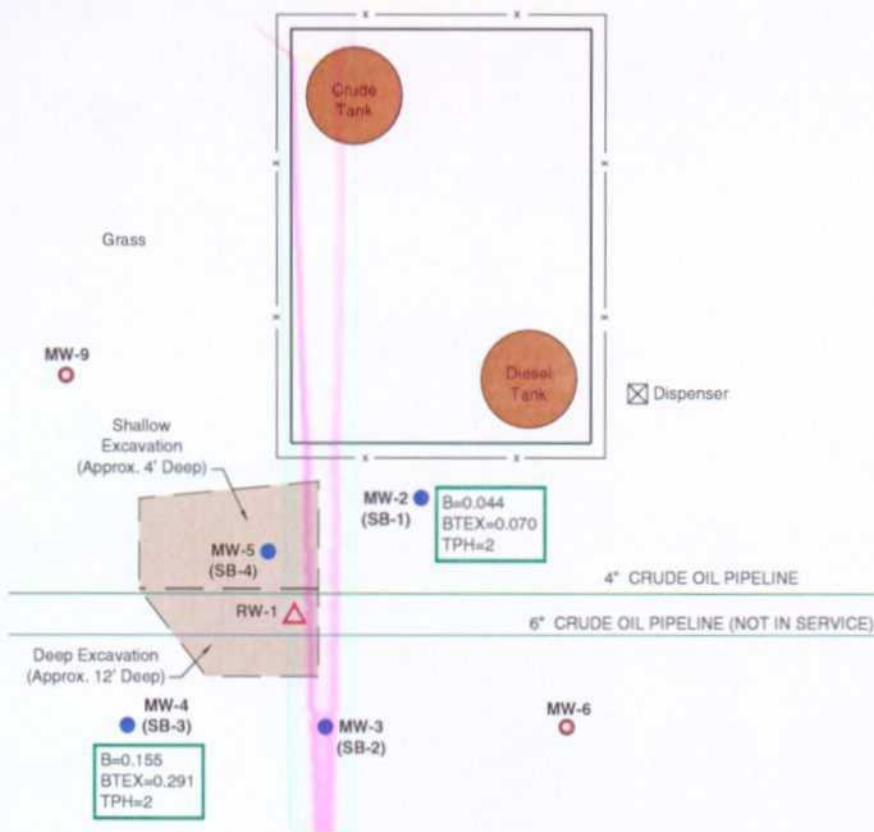 Crude
Tank
Grass
MW-9
Diesel
Tank
Dispenser
Shallow
Excavation
(Approx. 4' Deep)
MW-2
(SB-1)
B=0.044
BTEX=0.070
TPH=2
MW-5
(SB-4)
4" CRUDE OIL PIPELINE
RW-1
6" CRUDE OIL PIPELINE (NOT IN SERVICE)
Deep Excavation
(Approx. 12' Deep)
MW-4
(SB-3)
MW-3
(SB-2)
MW-6
B=0.155
BTEX=0.291
TPH=2